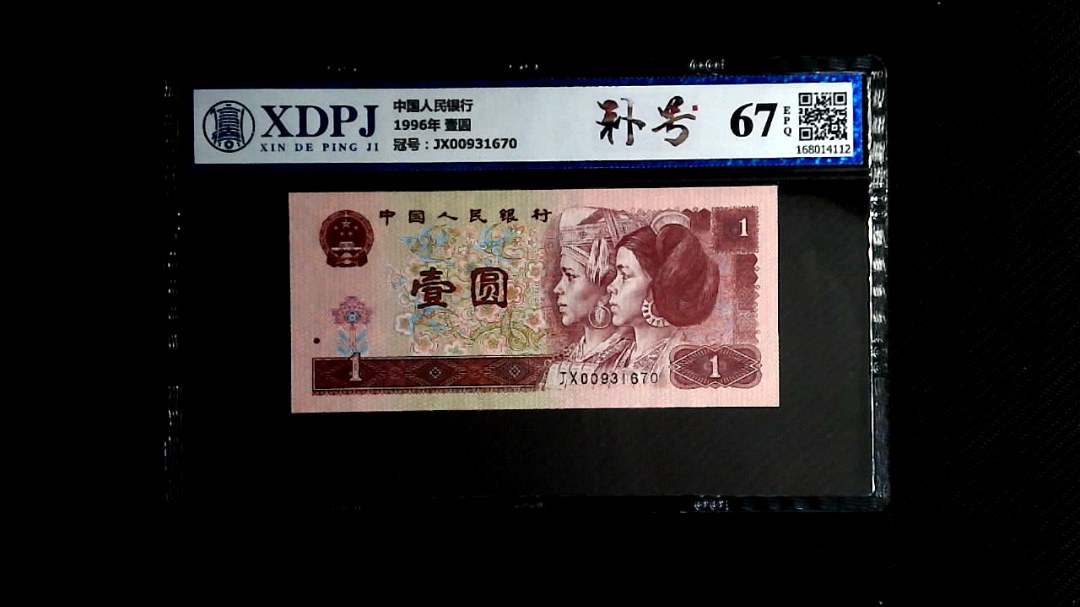 XDPJ
XIN DE PING JI
中国人民银行
1996年 壹圆
冠号：JX00931670
补号
67
EPQ
168014112
中国人民银行
1
壹圆
1
1
JX00931670